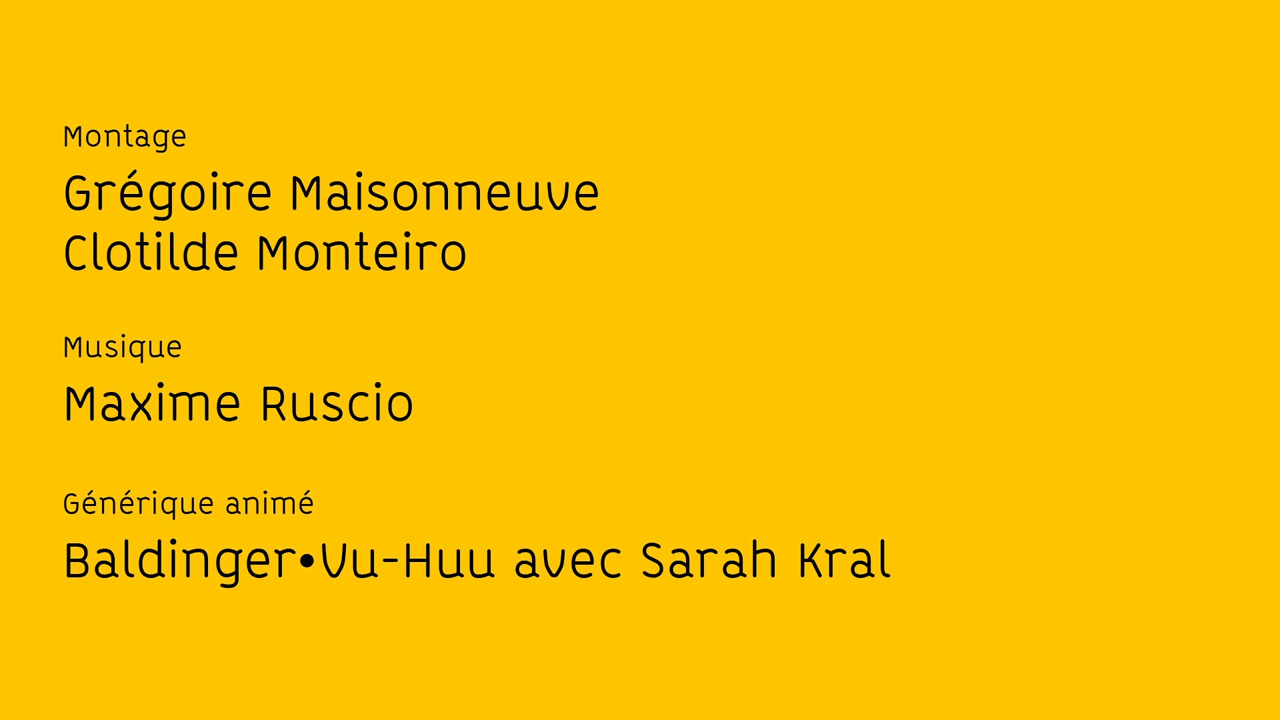 Montage
Grégoire Maisonneuve
Clotilde Monteiro
Musique
Maxime Ruscio
Générique animé
Baldinger•Vu-Huu avec Sarah Kral